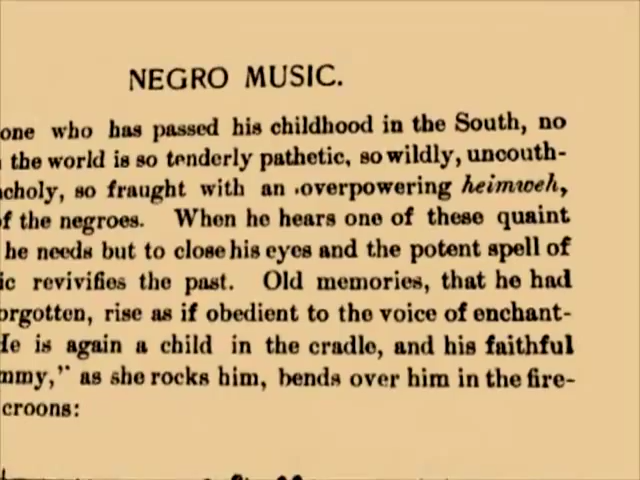 NEGRO MUSIC.
one who has passed his childhood in the South, no
the world is so tenderly pathetic, so wildly, uncouth-
choly, so fraught with an overpowering heimweh,
f the negroes. When he hears one of these quaint
he needs but to close his eyes and the potent spell of
ic revivifies the past. Old memories, that he had
orgotten, rise as if obedient to the voice of enchant-
He is again a child in the cradle, and his faithful
mmy," as she rocks him, bends over him in the fire-
croons: